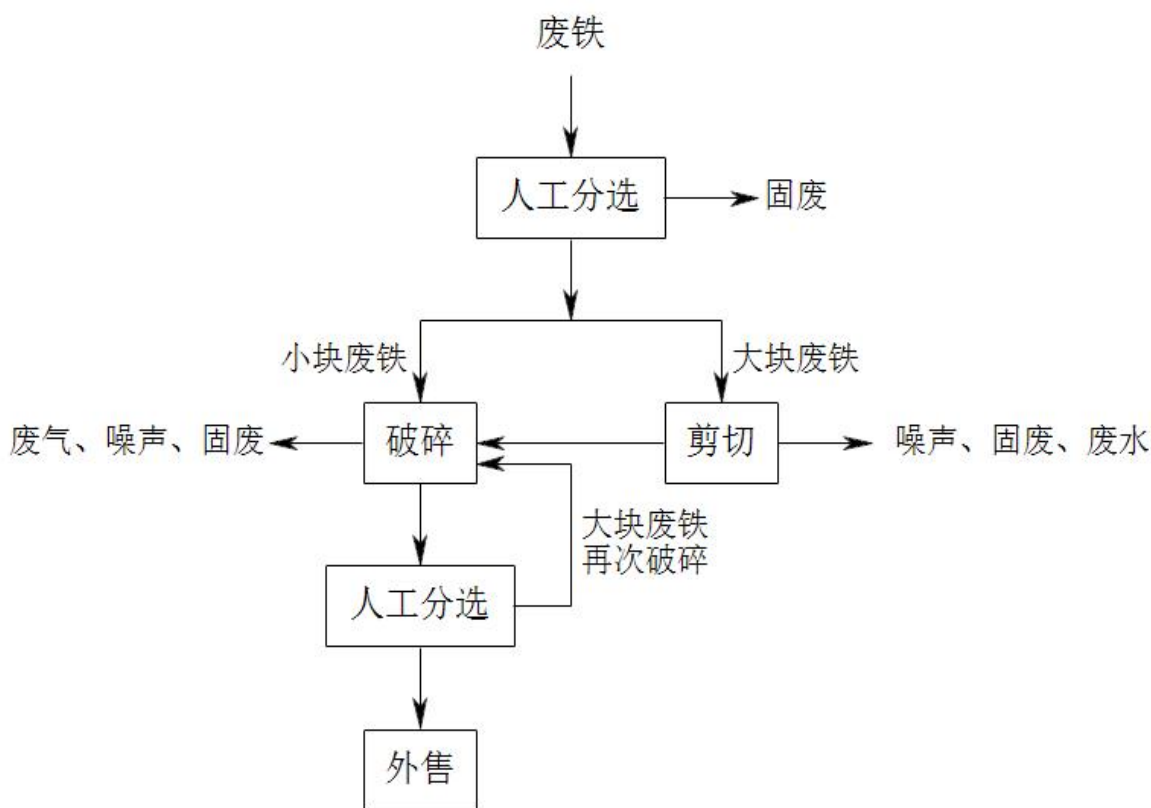 废铁
人工分选
固废
小块废铁
大块废铁
废气、噪声、固废
破碎
剪切
噪声、固废、废水
大块废铁
再次破碎
人工分选
外售